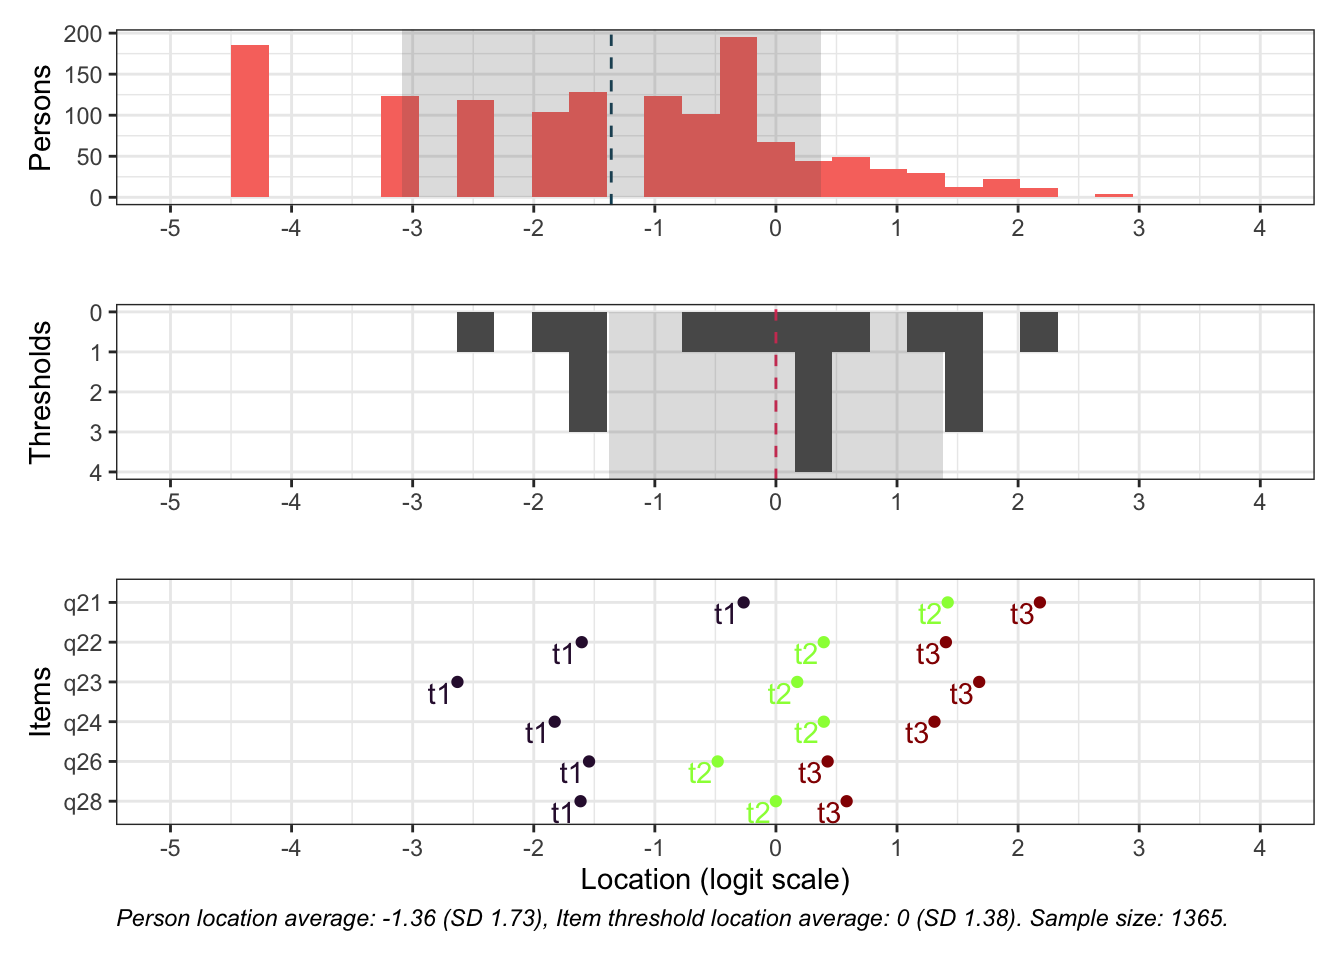 Persons
200
150
100
50
0
-5 -4 -3 -2 -1 0 1 2 3 4
Thresholds
0
1
2
3
4
-5 -4 -3 -2 -1 0 1 2 3 4
Items
q21 t1 t2 t3
q22 t1 t2 t3
q23 t1 t2 t3
q24 t1 t2 t3
q26 t1 t2 t3
q28 t1 t2 t3
-5 -4 -3 -2 -1 0 1 2 3 4
Location (logit scale)
Person location average: -1.36 (SD 1.73), Item threshold location average: 0 (SD 1.38). Sample size: 1365.